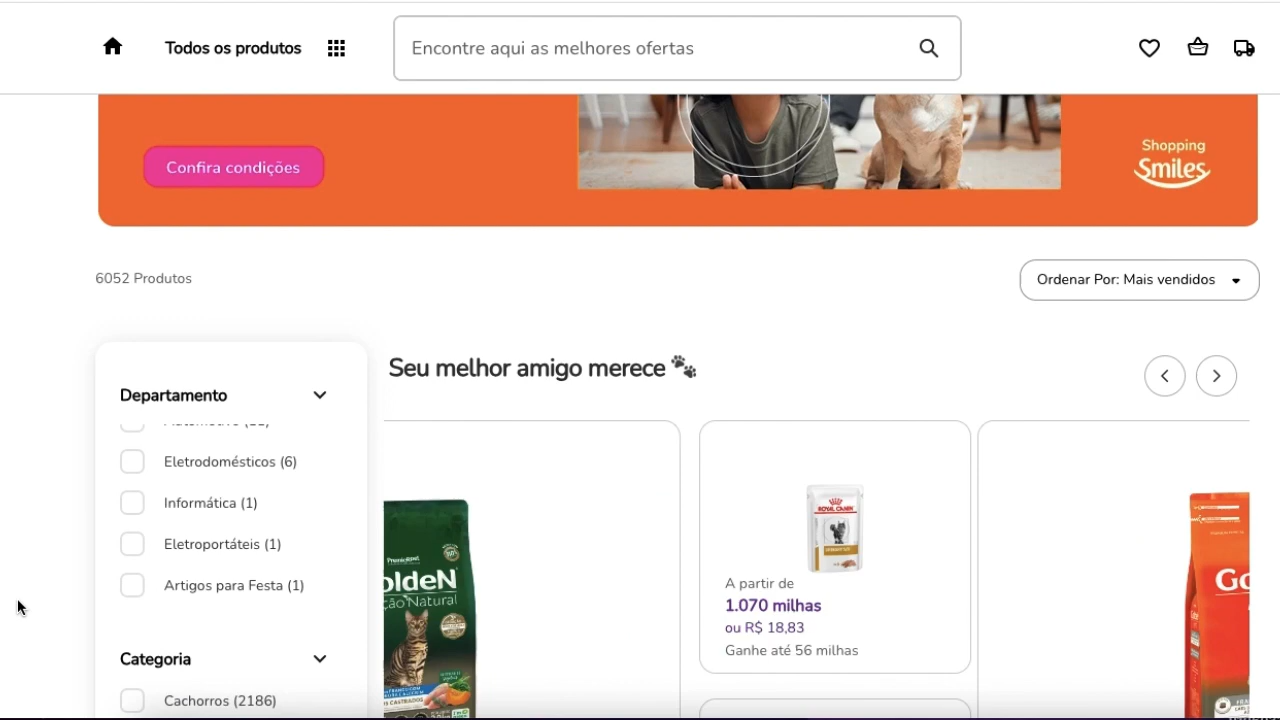 Todos os produtos
Encontre aqui as melhores ofertas
Confira condições
Shopping
Smiles
6052 Produtos
Ordenar Por: Mais vendidos
Seu melhor amigo merece
Departamento
Eletrodomésticos (6)
Informática (1)
Eletroportáteis (1)
Artigos para Festa (1)
Categoria
Cachorros (2186)
ROYAL CANIN
A partir de
1.070 milhas
ou R$ 18,83
Ganhe até 56 milhas